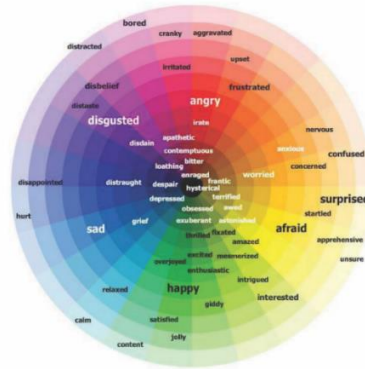 bored
cranky aggravated
distracted
upset
irritated
disbelief frustrated
angry
distaste
disgusted irate nervous
apathetic
disdain anxious confused
contemptuous
bitter concerned
loathing
enraged worried
disappointed distraught despair frantic
hysterical
depressed terrified surprised
obsessed awed
hurt startled
grief exuberant astonished
sad afraid
thrilled fixated apprehensive
amazed
excited mesmerized unsure
overjoyed
enthusiastic
relaxed happy intrigued
interested
giddy
calm satisfied
jolly
content